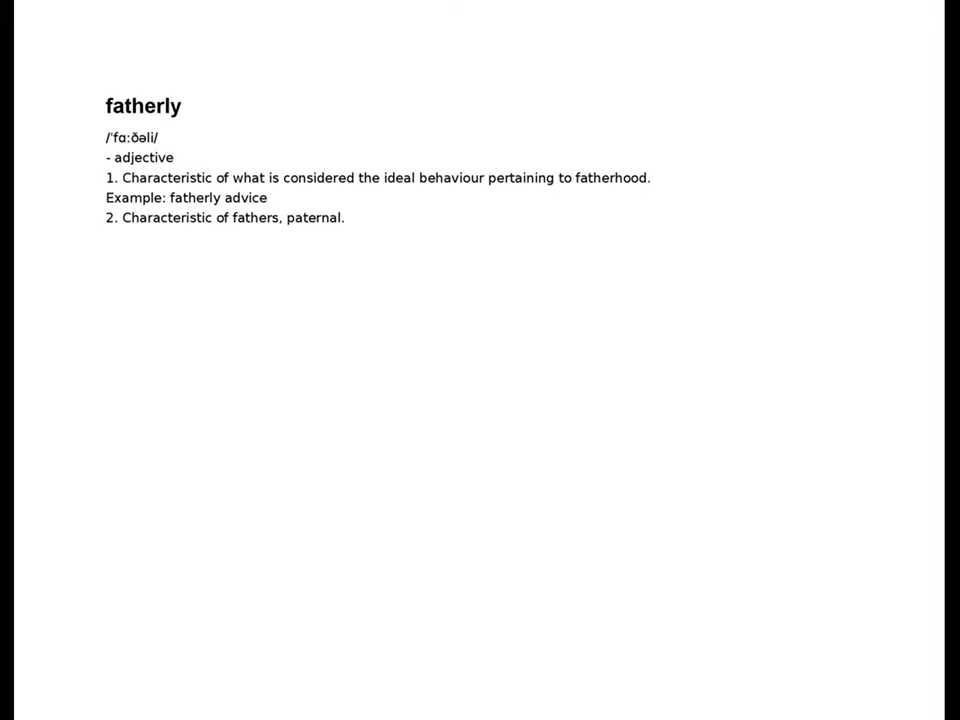 fatherly
/ˈfɑːðəli/
- adjective
1. Characteristic of what is considered the ideal behaviour pertaining to fatherhood.
Example: fatherly advice
2. Characteristic of fathers, paternal.